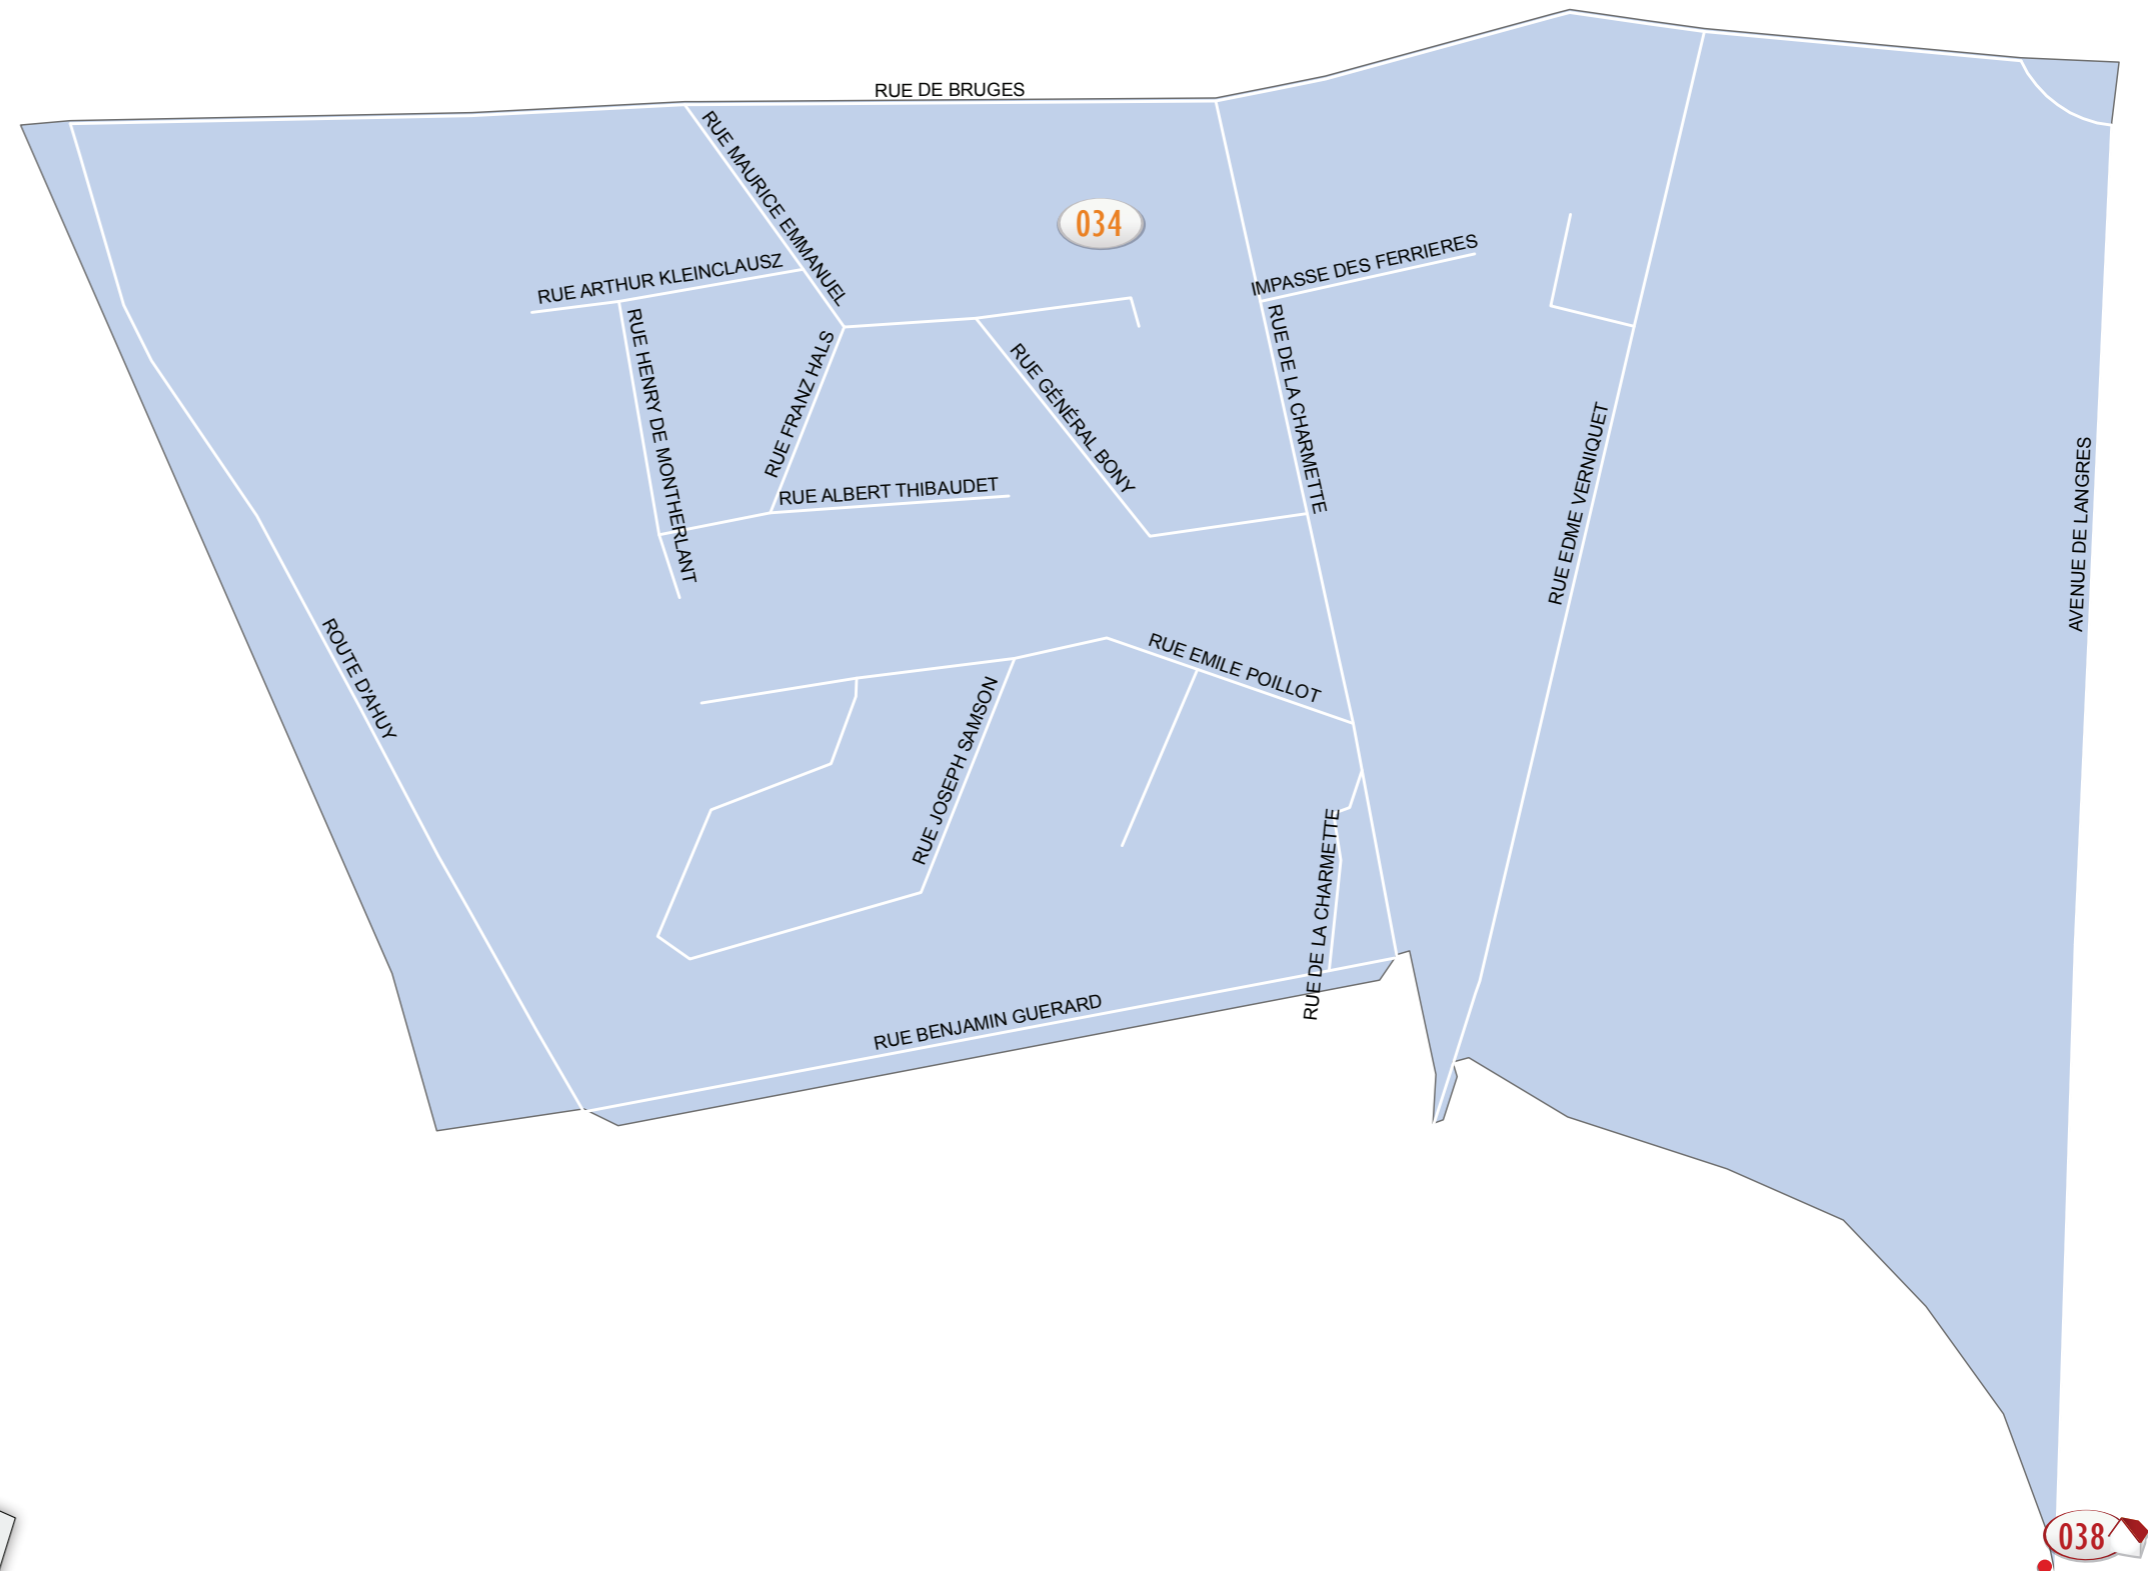 RUE DE BRUGES
RUE MAURICE EMMANUEL
034
RUE ARTHUR KLEINCLAUSZ
IMPASSE DES FERRIERES
RUE HENRY DE MONTHERLANT
RUE FRANZ HALS
RUE GÉNÉRAL BONY
RUE DE LA CHARMETTE
RUE EDME VERNIQUET
AVENUE DE LANGRES
RUE ALBERT THIBAUDET
ROUTE D'AHUY
RUE EMILE POILLOT
RUE JOSEPH SAMSON
RUE DE LA CHARMETTE
RUE BENJAMIN GUERARD
038